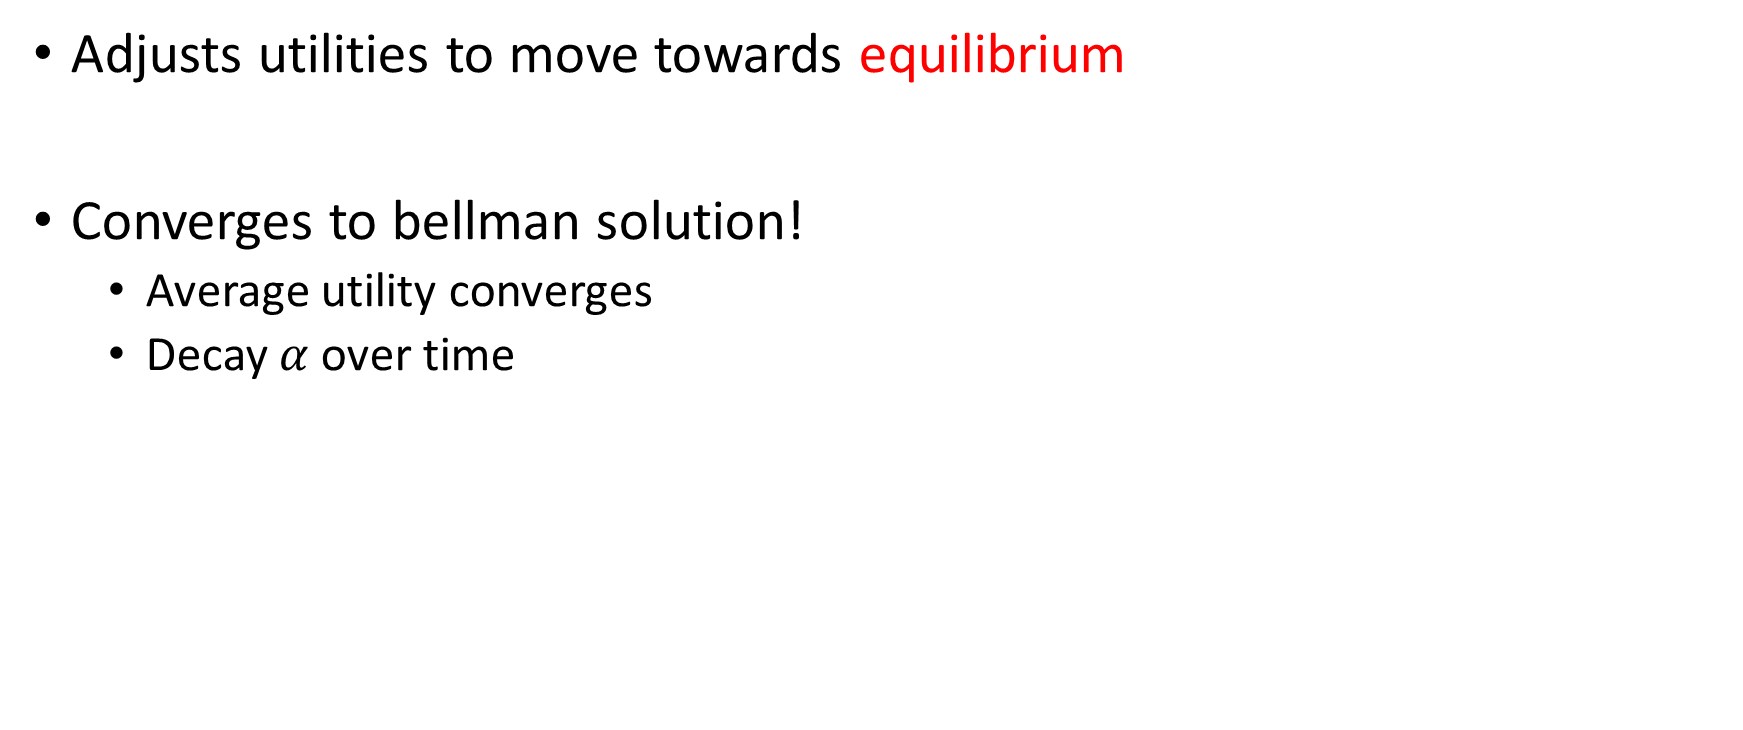 • Adjusts utilities to move towards equilibrium
• Converges to bellman solution!
• Average utility converges
• Decay 𝛼 over time